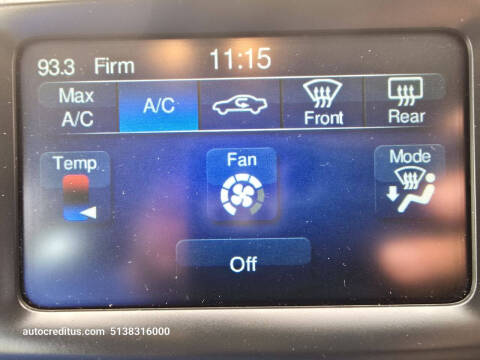 93.3 Firm 11:15
Max A/C
A/C
Front
Rear
Temp
Fan
Mode
Off
autocreditus.com 5138316000